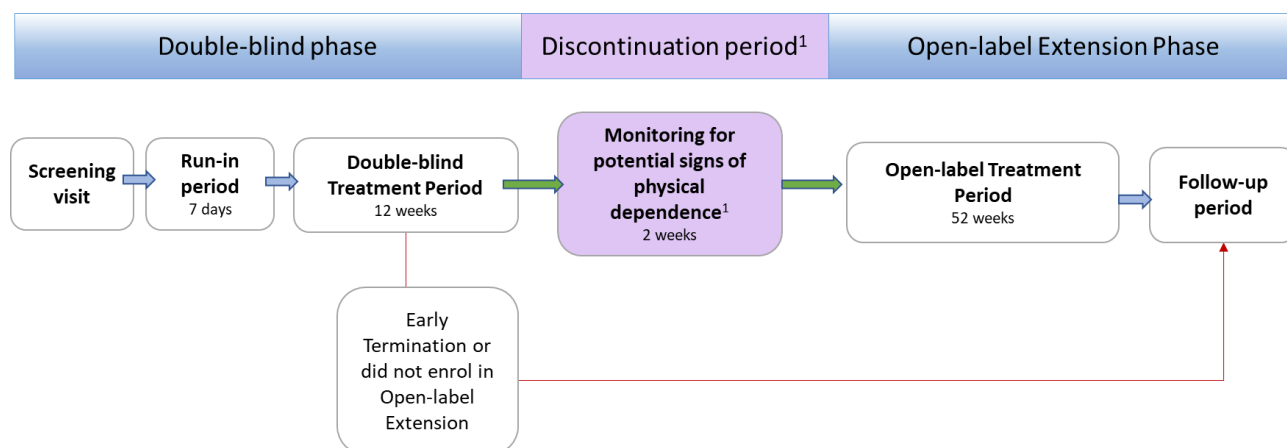 Double-blind phase
Discontinuation period1
Open-label Extension Phase
Screening
visit
Run-in
period
7 days
Double-blind
Treatment Period
12 weeks
Monitoring for
potential signs of
physical
dependence1
2 weeks
Open-label Treatment
Period
52 weeks
Follow-up
period
Early
Termination or
did not enrol in
Open-label
Extension